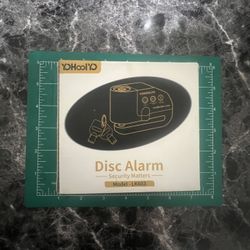 YOHOOLYO
Disc Alarm
Security Matters
Model - LK603